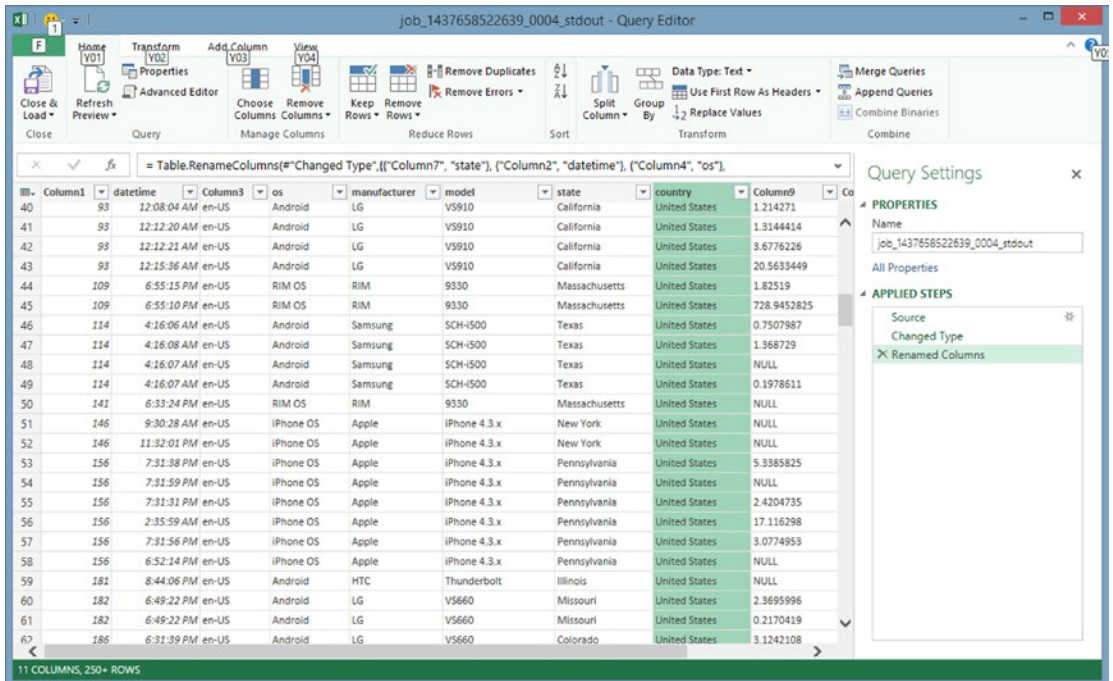 job_1437658522639_0004_stdout - Query Editor
1
F
Home Transform Add Column View
Y01 Y02 Y03 Y04
Close & Load
Refresh Preview
Properties
Advanced Editor
Choose Columns
Remove Columns
Keep Rows
Remove Rows
Remove Duplicates
Remove Errors
Split Column
Group By
Data Type: Text
Use First Row As Headers
Replace Values
Merge Queries
Append Queries
Combine Binaries
Close Query Manage Columns Reduce Rows Sort Transform Combine
fx = Table.RenameColumns(#"Changed Type",{{"Column7", "state"}, {"Column2", "datetime"}, {"Column4", "os"},
Column1 datetime Column3 os manufacturer model state country Column9 Co
40 93 12:08:04 AM en-US Android LG VS910 California United States 1.214271
41 93 12:12:20 AM en-US Android LG VS910 California United States 1.3144414
42 93 12:12:21 AM en-US Android LG VS910 California United States 3.6776226
43 93 12:15:36 AM en-US Android LG VS910 California United States 20.5633449
44 109 6:55:15 PM en-US RIM OS RIM 9330 Massachusetts United States 1.82519
45 109 6:55:10 PM en-US RIM OS RIM 9330 Massachusetts United States 728.9452825
46 114 4:16:06 AM en-US Android Samsung SCH-i500 Texas United States 0.7507987
47 114 4:16:08 AM en-US Android Samsung SCH-i500 Texas United States 1.368729
48 114 4:16:07 AM en-US Android Samsung SCH-i500 Texas United States NULL
49 114 4:16:07 AM en-US Android Samsung SCH-i500 Texas United States 0.1978611
50 141 6:33:24 PM en-US RIM OS RIM 9330 Massachusetts United States NULL
51 146 9:30:28 AM en-US iPhone OS Apple iPhone 4.3.x New York United States NULL
52 146 11:32:01 PM en-US iPhone OS Apple iPhone 4.3.x New York United States NULL
53 156 7:31:38 PM en-US iPhone OS Apple iPhone 4.3.x Pennsylvania United States 5.3385825
54 156 7:31:59 PM en-US iPhone OS Apple iPhone 4.3.x Pennsylvania United States NULL
55 156 7:31:31 PM en-US iPhone OS Apple iPhone 4.3.x Pennsylvania United States 2.4204735
56 156 2:35:59 AM en-US iPhone OS Apple iPhone 4.3.x Pennsylvania United States 17.116298
57 156 7:31:56 PM en-US iPhone OS Apple iPhone 4.3.x Pennsylvania United States 3.0774953
58 156 6:52:14 PM en-US iPhone OS Apple iPhone 4.3.x Pennsylvania United States NULL
59 181 8:44:06 PM en-US Android HTC Thunderbolt Illinois United States NULL
60 182 6:49:22 PM en-US Android LG VS660 Missouri United States 2.3695996
61 182 6:49:22 PM en-US Android LG VS660 Missouri United States 0.2170419
62 186 6:31:39 PM en-US Android LG VS660 Colorado United States 3.1242108
11 COLUMNS, 250+ ROWS
Query Settings
PROPERTIES
Name
job_1437658522639_0004_stdout
All Properties
APPLIED STEPS
Source
Changed Type
Renamed Columns